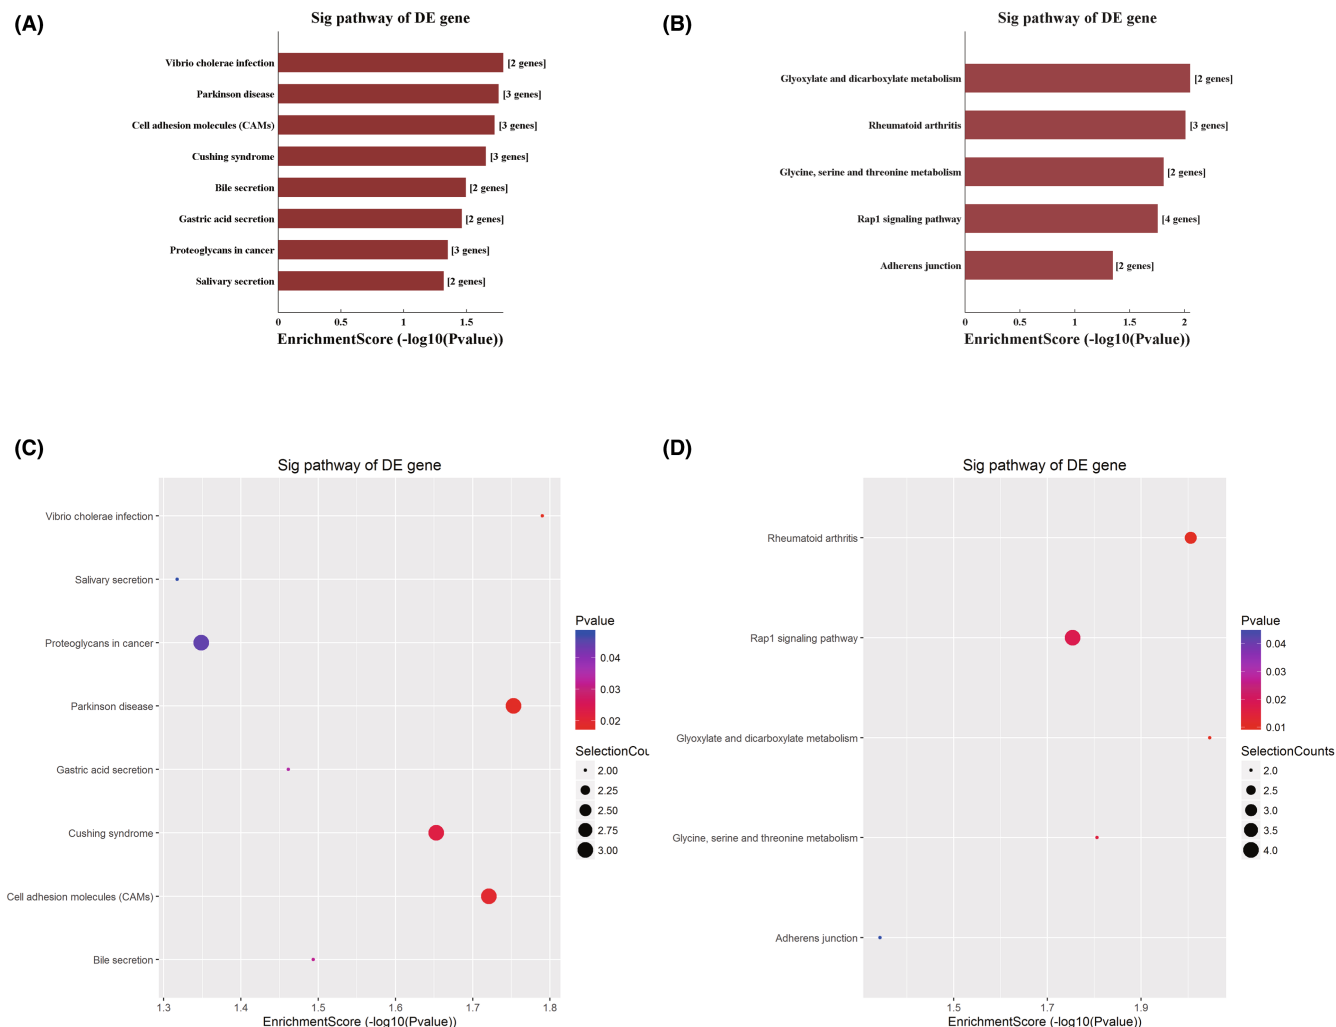 (A)
Sig pathway of DE gene
Vibrio cholerae infection [2 genes]
Parkinson disease [3 genes]
Cell adhesion molecules (CAMs) [3 genes]
Cushing syndrome [3 genes]
Bile secretion [2 genes]
Gastric acid secretion [2 genes]
Proteoglycans in cancer [3 genes]
Salivary secretion [2 genes]
0 0.5 1 1.5
EnrichmentScore (-log10(Pvalue))
(B)
Sig pathway of DE gene
Glyoxylate and dicarboxylate metabolism [2 genes]
Rheumatoid arthritis [3 genes]
Glycine, serine and threonine metabolism [2 genes]
Rap1 signaling pathway [4 genes]
Adherens junction [2 genes]
0 0.5 1 1.5 2
EnrichmentScore (-log10(Pvalue))
(C)
Sig pathway of DE gene
Vibrio cholerae infection
Salivary secretion
Proteoglycans in cancer
Parkinson disease
Gastric acid secretion
Cushing syndrome
Cell adhesion molecules (CAMs)
Bile secretion
1.3 1.4 1.5 1.6 1.7 1.8
EnrichmentScore (-log10(Pvalue))
Pvalue
0.04
0.03
0.02
SelectionCou
2.00
2.25
2.50
2.75
3.00
(D)
Sig pathway of DE gene
Rheumatoid arthritis
Rap1 signaling pathway
Glyoxylate and dicarboxylate metabolism
Glycine, serine and threonine metabolism
Adherens junction
1.5 1.7 1.9
EnrichmentScore (-log10(Pvalue))
Pvalue
0.04
0.03
0.02
0.01
SelectionCounts
2.0
2.5
3.0
3.5
4.0